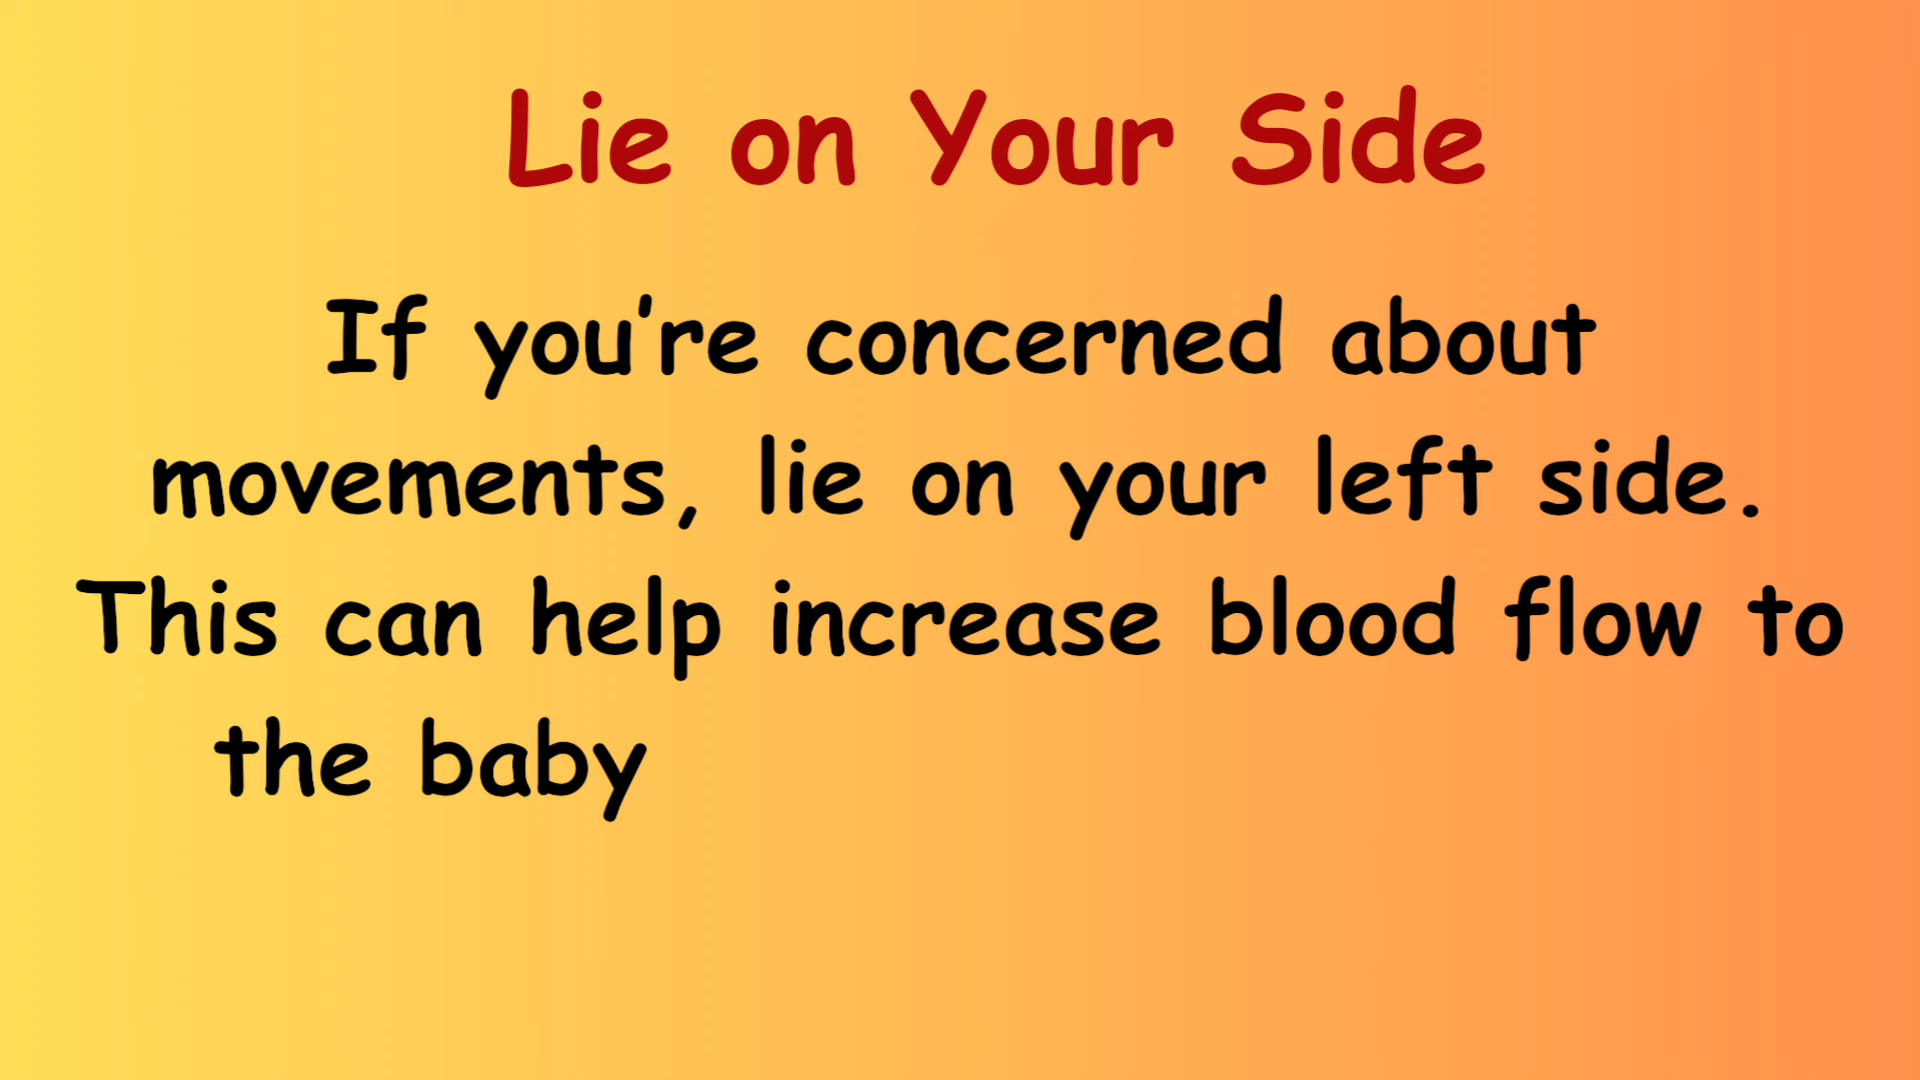 Lie on Your Side
If you're concerned about
movements, lie on your left side.
This can help increase blood flow to
the baby